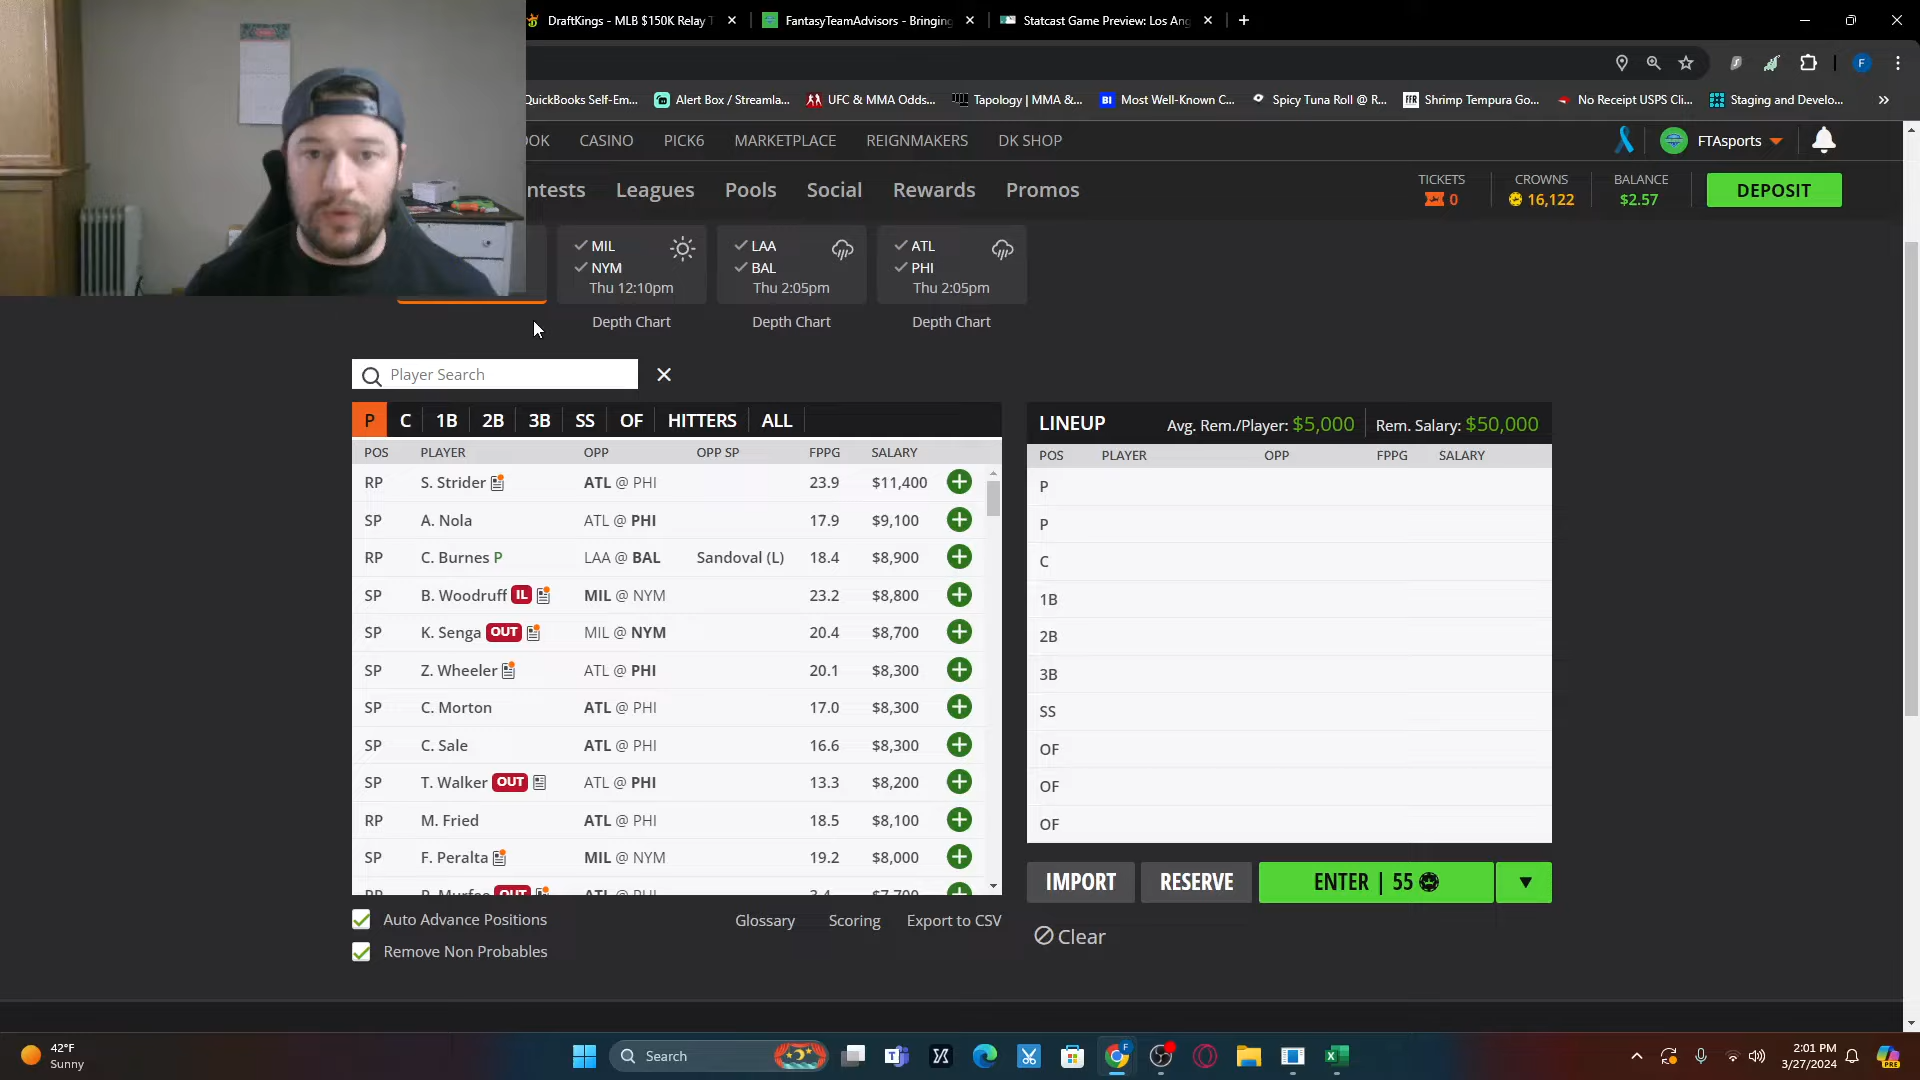 DraftKings - MLB $150K Relay T
FantasyTeamAdvisors - Bringing
Statcast Game Preview: Los Ang
F
QuickBooks Self-Em...
Alert Box / Streamla...
UFC & MMA Odds...
Tapology | MMA &...
BI Most Well-Known C...
Spicy Tuna Roll @ R...
FFR Shrimp Tempura Go...
No Receipt USPS Cli...
Staging and Develo...
OOK CASINO PICK6 MARKETPLACE REIGNMAKERS DK SHOP
FTAsports
ntests Leagues Pools Social Rewards Promos
TICKETS 0
CROWNS 16,122
BALANCE $2.57
DEPOSIT
MIL
NYM
Thu 12:10pm
Depth Chart
LAA
BAL
Thu 2:05pm
Depth Chart
ATL
PHI
Thu 2:05pm
Depth Chart
Player Search
P C 1B 2B 3B SS OF HITTERS ALL
POS PLAYER OPP OPP SP FPPG SALARY
RP S. Strider ATL @ PHI 23.9 $11,400
SP A. Nola ATL @ PHI 17.9 $9,100
RP C. Burnes P LAA @ BAL Sandoval (L) 18.4 $8,900
SP B. Woodruff IL MIL @ NYM 23.2 $8,800
SP K. Senga OUT MIL @ NYM 20.4 $8,700
SP Z. Wheeler ATL @ PHI 20.1 $8,300
SP C. Morton ATL @ PHI 17.0 $8,300
SP C. Sale ATL @ PHI 16.6 $8,300
SP T. Walker OUT ATL @ PHI 13.3 $8,200
RP M. Fried ATL @ PHI 18.5 $8,100
SP F. Peralta MIL @ NYM 19.2 $8,000
OUT ATL @ PHI 3.4 $7,700
Auto Advance Positions
Remove Non Probables
Glossary Scoring Export to CSV
LINEUP Avg. Rem./Player: $5,000 Rem. Salary: $50,000
POS PLAYER OPP FPPG SALARY
P
P
C
1B
2B
3B
SS
OF
OF
OF
IMPORT RESERVE ENTER | 55
Clear
42°F
Sunny
Search
2:01 PM
3/27/2024